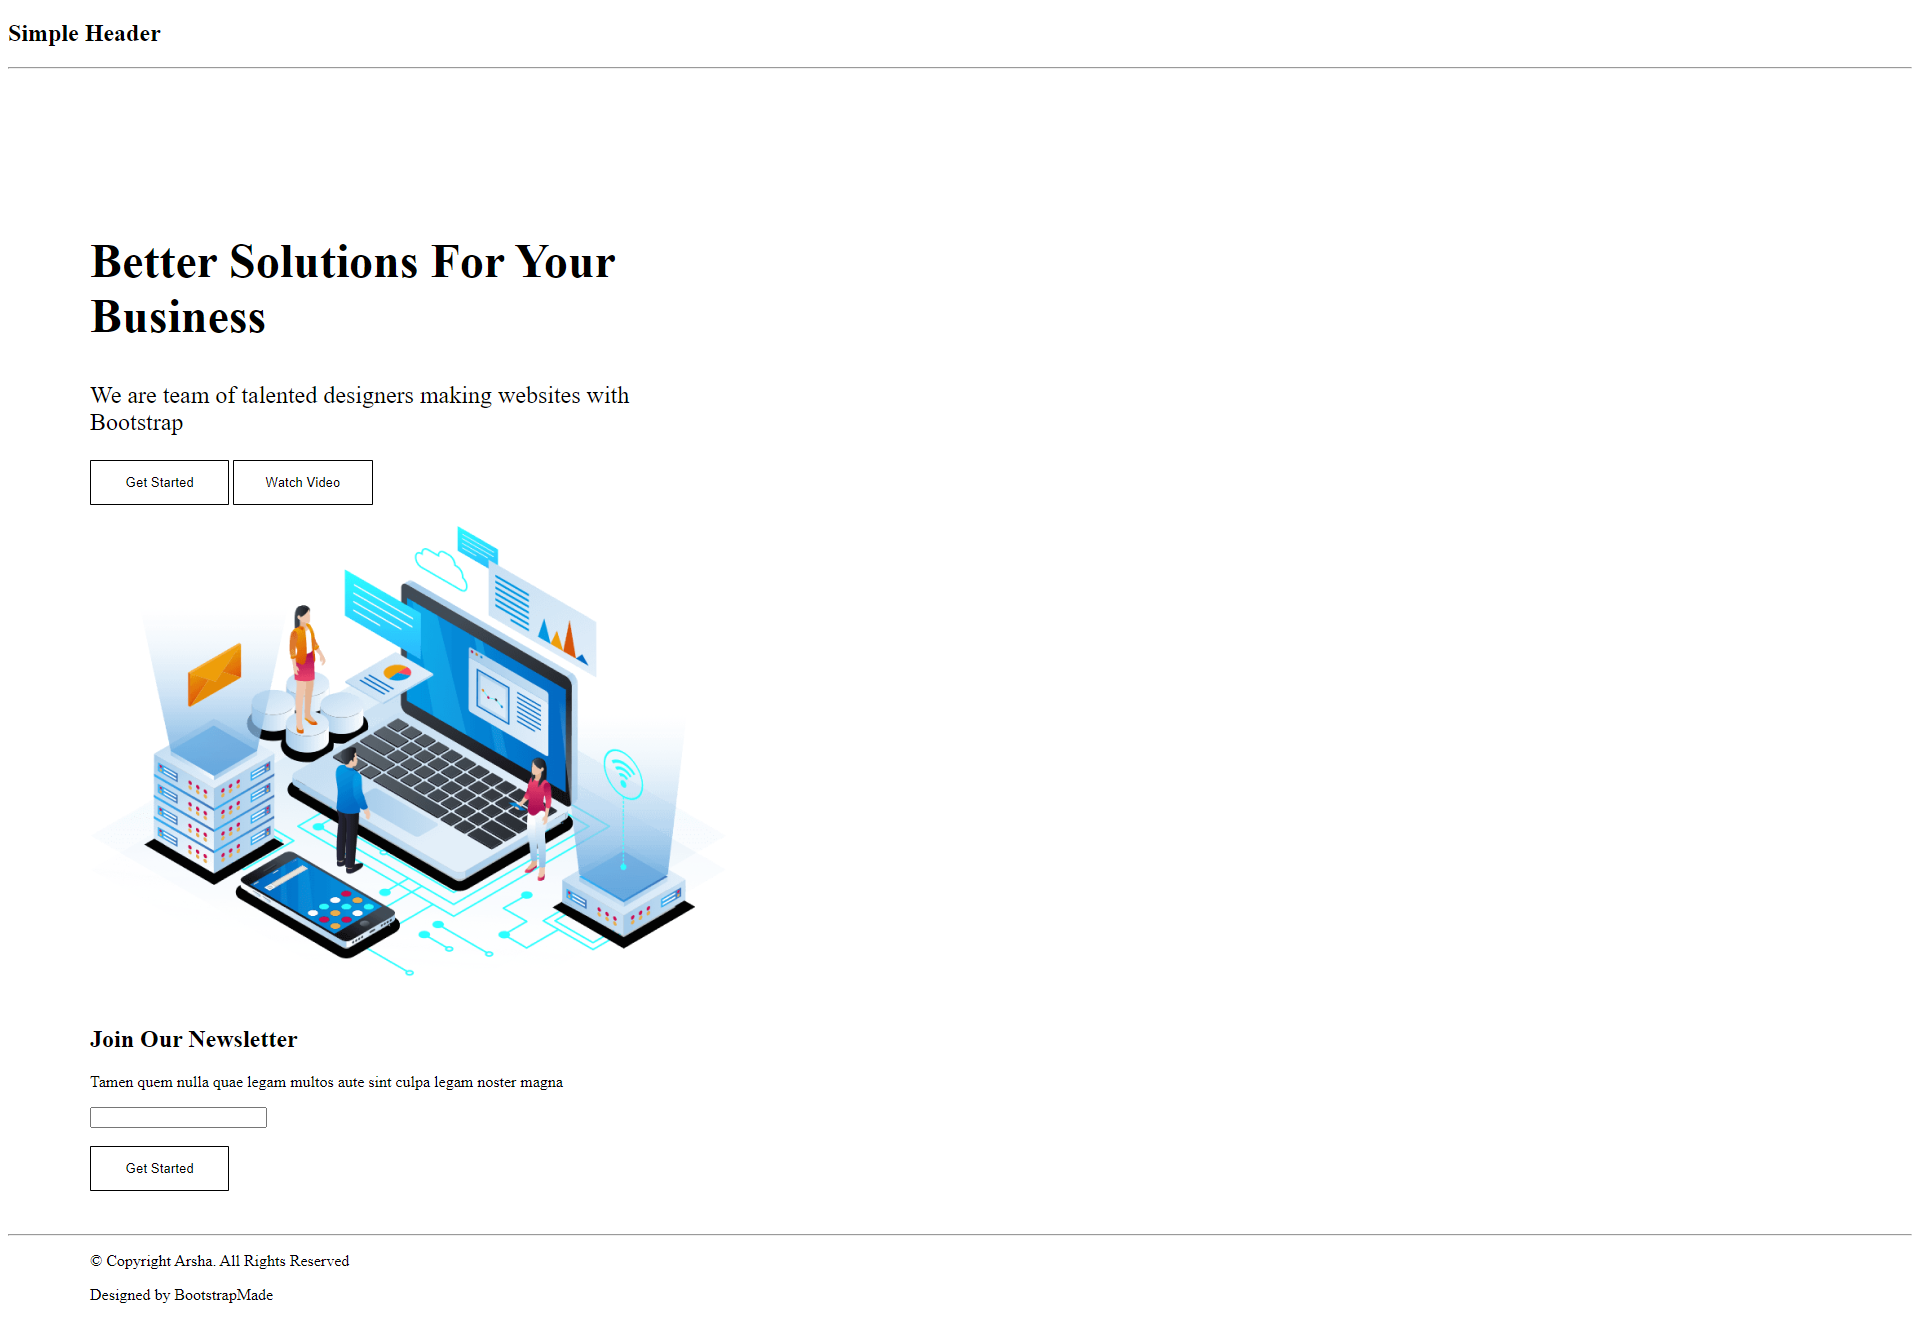 Simple Header
Better Solutions For Your
Business
We are team of talented designers making websites with
Bootstrap
Get Started
Watch Video
Join Our Newsletter
Tamen quem nulla quae legam multos aute sint culpa legam noster magna
Get Started
© Copyright Arsha. All Rights Reserved
Designed by BootstrapMade